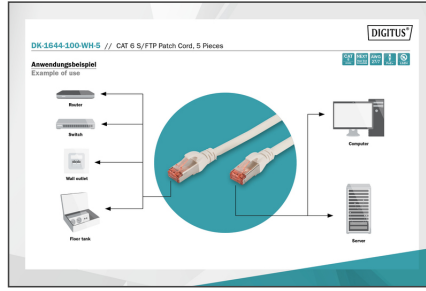 DIGITUS®
DK-1644-100-WH-5 // CAT 6 S/FTP Patch Cord, 5 Pieces
Anwendungsbeispiel
Example of use
Router
Switch
Wall outlet
Floor tank
Computer
Server